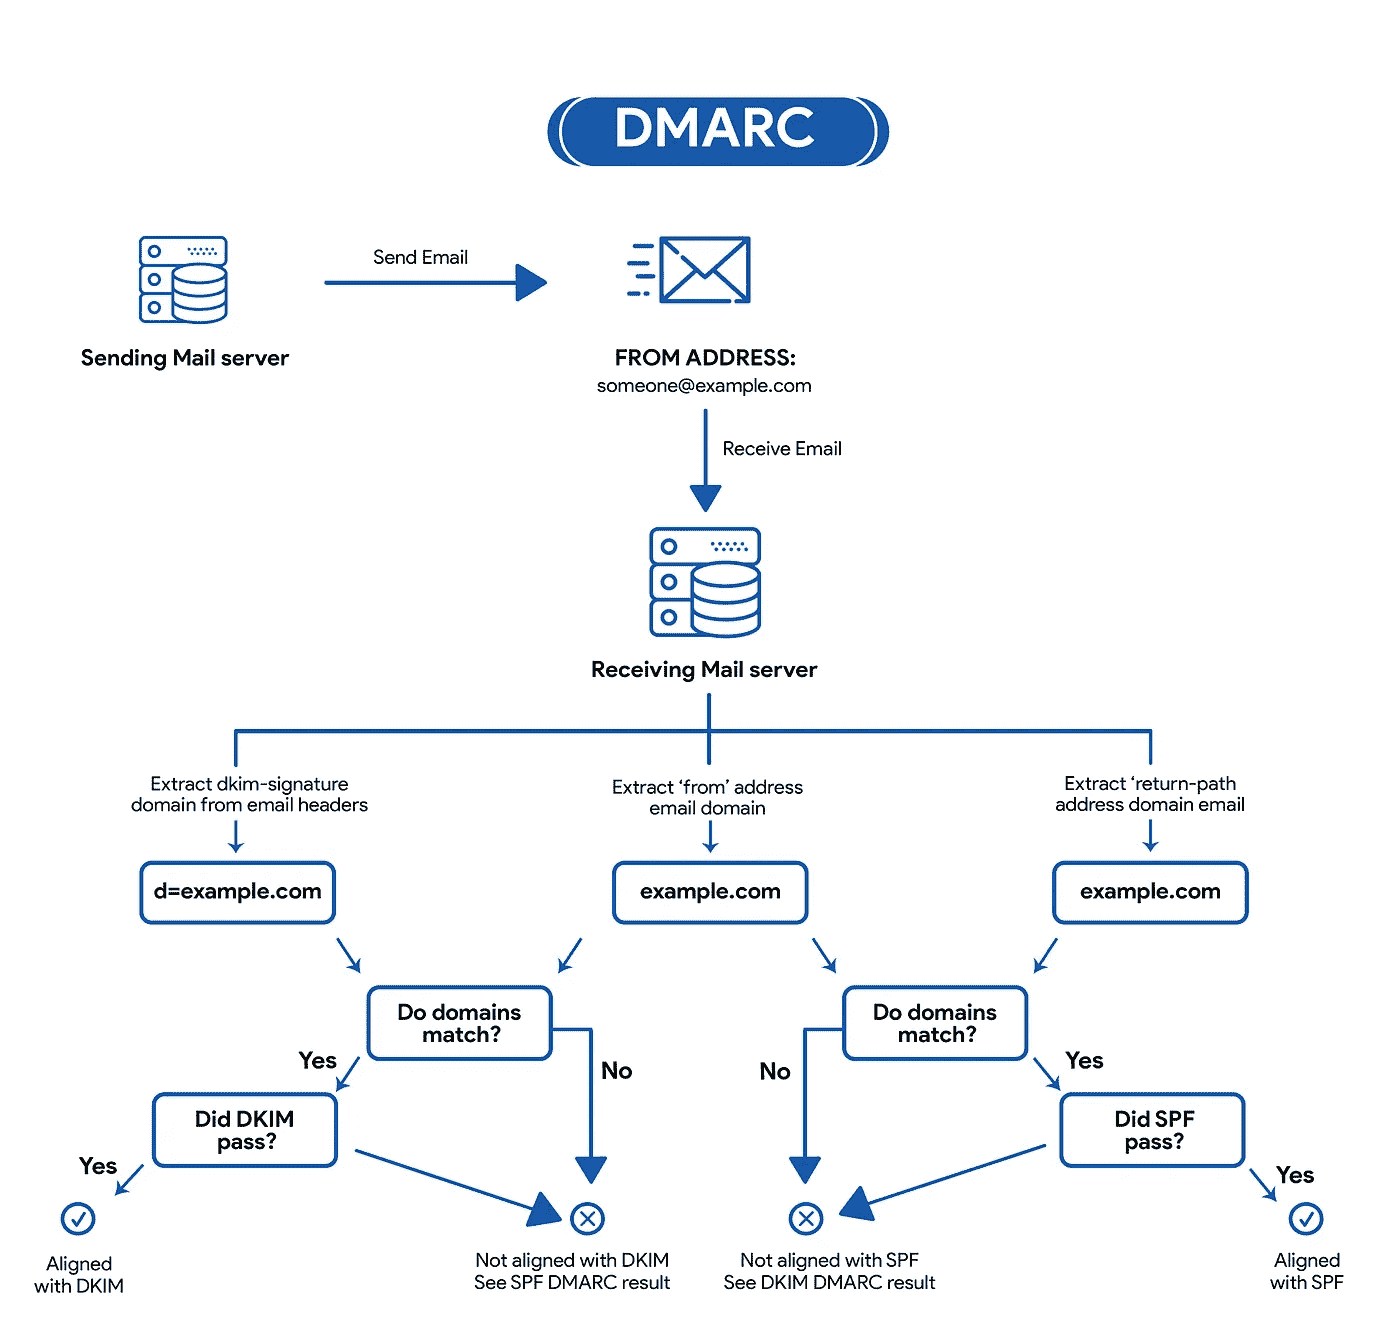 DMARC
Send Email
Sending Mail server
FROM ADDRESS:
someone@example.com
Receive Email
Receiving Mail server
Extract dkim-signature
domain from email headers
Extract ‘from’ address
email domain
Extract ‘return-path
address domain email
d=example.com
example.com
example.com
Do domains
match?
Do domains
match?
Yes
No
No
Yes
Did DKIM
pass?
Did SPF
pass?
Yes
Yes
Aligned
with DKIM
Not aligned with DKIM
See SPF DMARC result
Not aligned with SPF
See DKIM DMARC result
Aligned
with SPF